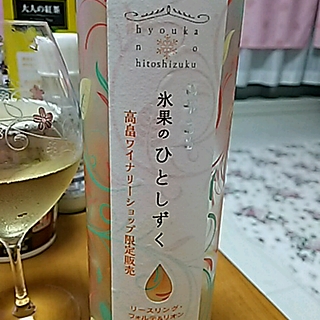 大人の紅茶
hyouka
no
hitoshizuku
氷果のひとしずく
高畠ワイナリーショップ限定販売
リースリング・
フォルテ&リオン